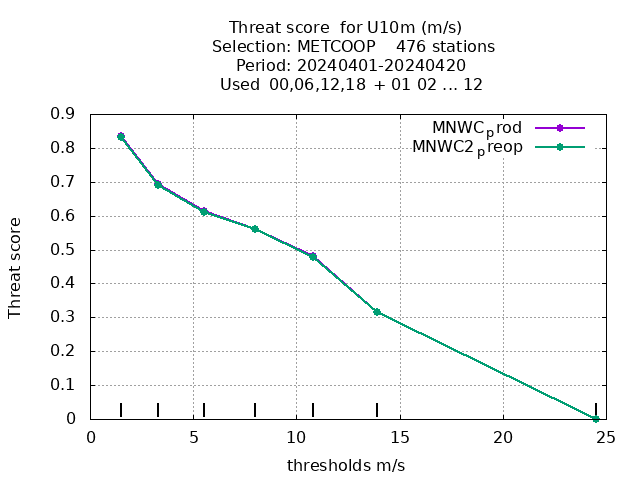 Threat score  for U10m (m/s)
Selection: METCOOP    476 stations
Period: 20240401-20240420
Used  00,06,12,18  + 01 02 ... 12
MNWCprod
MNWC2preop
Threat score
0.9
0.8
0.7
0.6
0.5
0.4
0.3
0.2
0.1
0
0 5 10 15 20 25
thresholds m/s